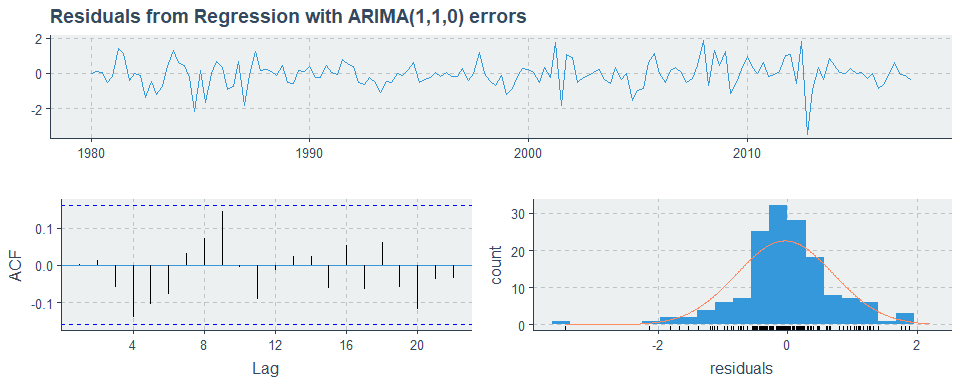 Residuals from Regression with ARIMA(1,1,0) errors
2
0
-2
1980 1990 2000 2010
0.1
0.0
-0.1
ACF
4 8 12 16 20
Lag
30
20
10
0
count
-2 0 2
residuals